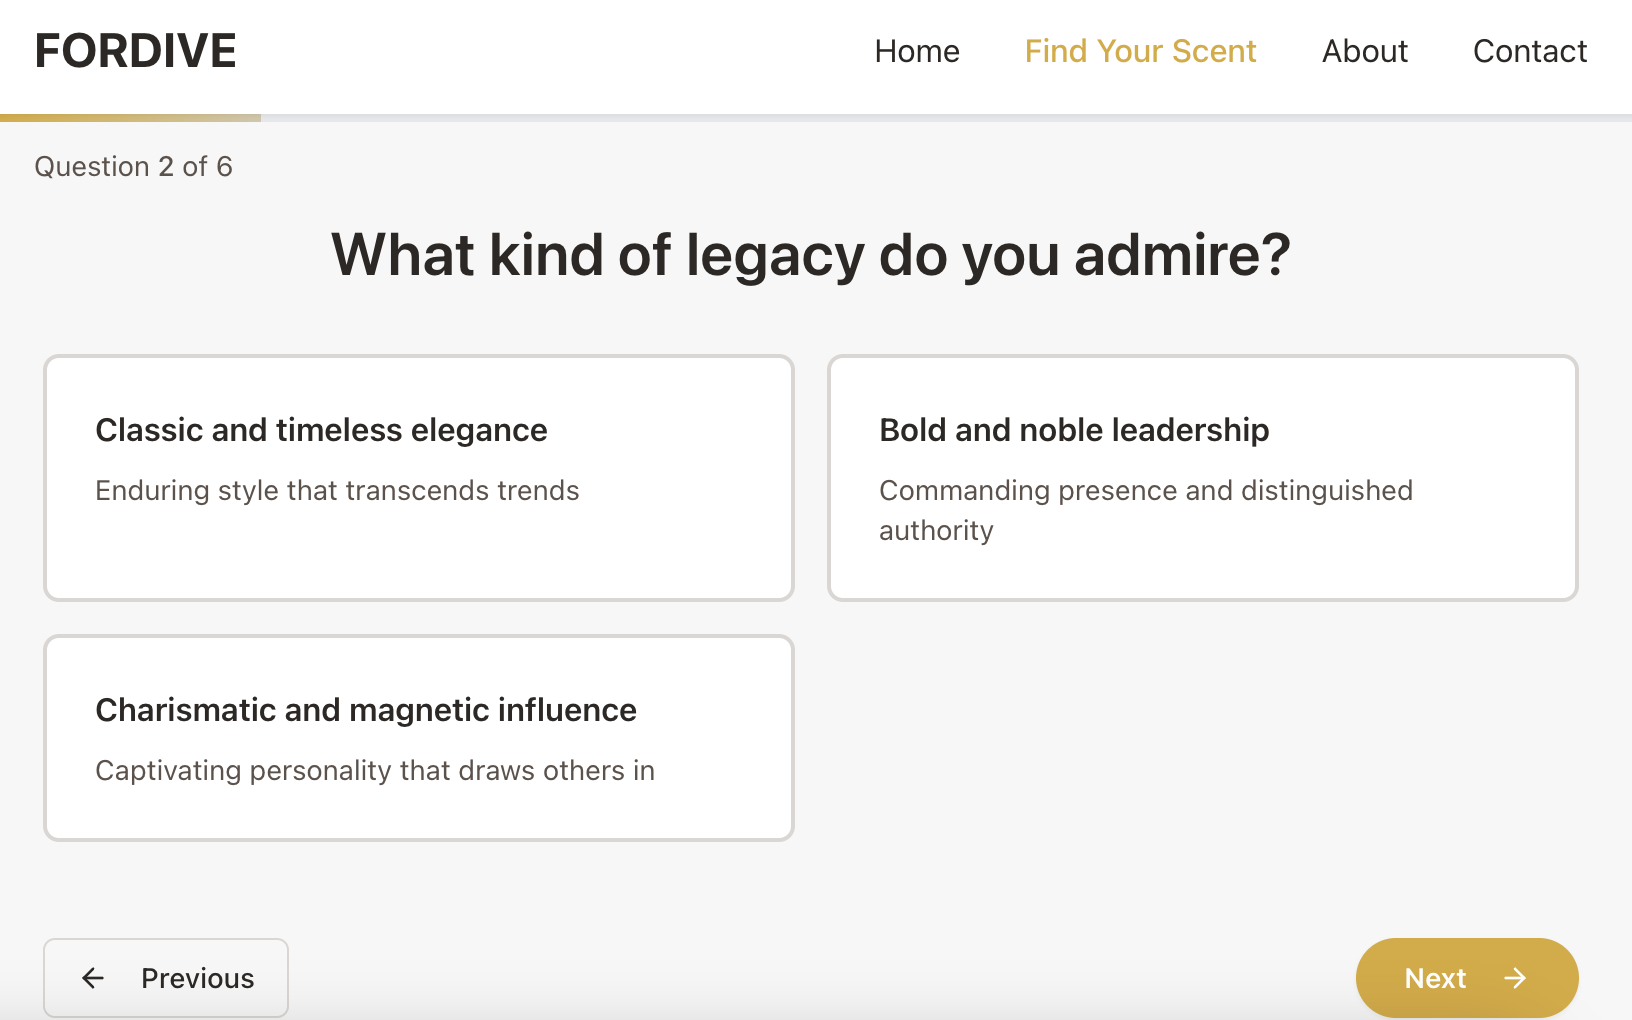 FORDIVE
Home Find Your Scent About Contact
Question 2 of 6
What kind of legacy do you admire?
Classic and timeless elegance
Enduring style that transcends trends
Bold and noble leadership
Commanding presence and distinguished
authority
Charismatic and magnetic influence
Captivating personality that draws others in
Previous
Next